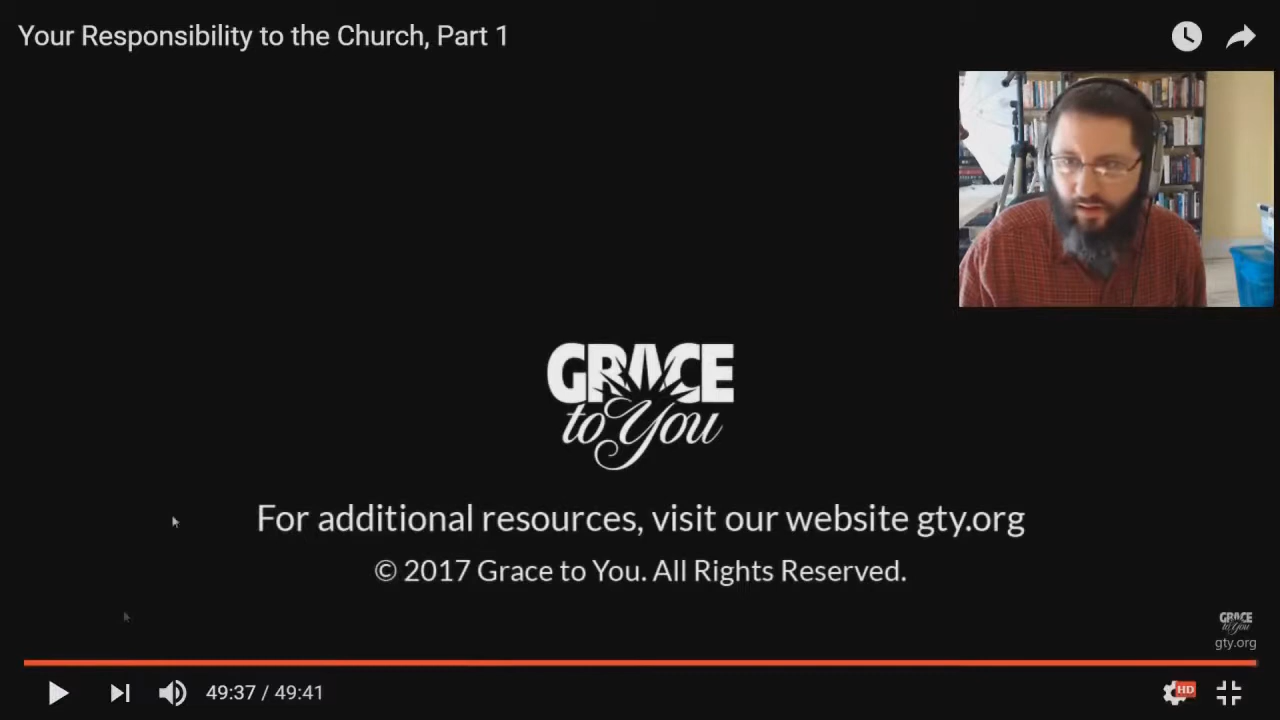 Your Responsibility to the Church, Part 1
GRACE
to You
For additional resources, visit our website gty.org
© 2017 Grace to You. All Rights Reserved.
GRACE
to You
gty.org
49:37 / 49:41
HD